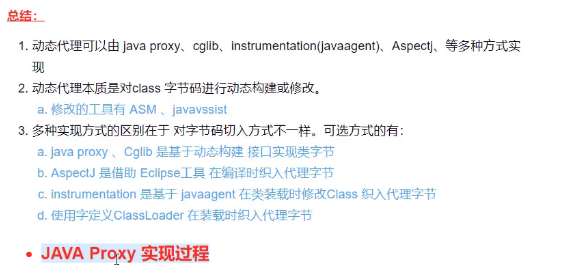 总结：
1. 动态代理可以由 java proxy、cglib、instrumentation(javaagent)、Aspectj、等多种方式实
现
2. 动态代理本质是对class 字节码进行动态构建或修改。
a. 修改的工具有 ASM 、javavssist
3. 多种实现方式的区别在于 对字节码切入方式不一样。可选方式的有：
a. java proxy 、Cglib 是基于动态构建 接口实现类字节
b. AspectJ 是借助 Eclipse工具 在编译时织入代理字节
c. instrumentation 是基于 javaagent 在类装载时修改Class 织入代理字节
d. 使用字定义ClassLoader 在装载时织入代理字节
• JAVA Proxy 实现过程